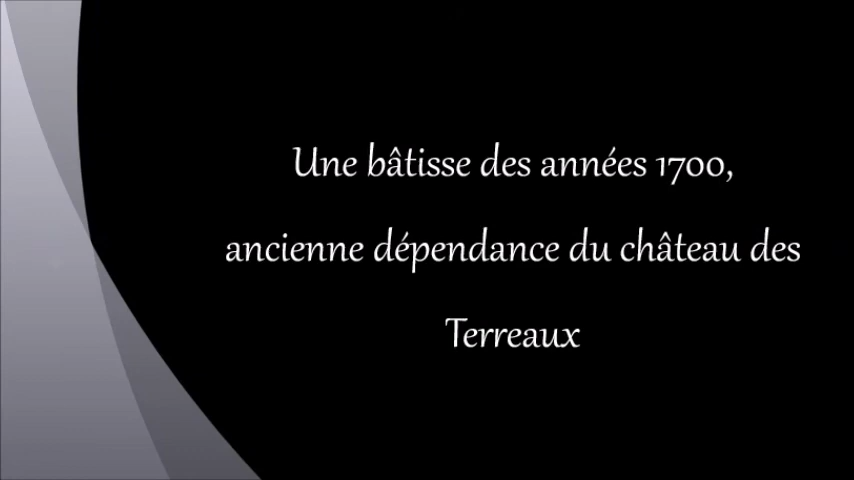 Une bâtisse des années 1700,
ancienne dépendance du château des
Terreaux